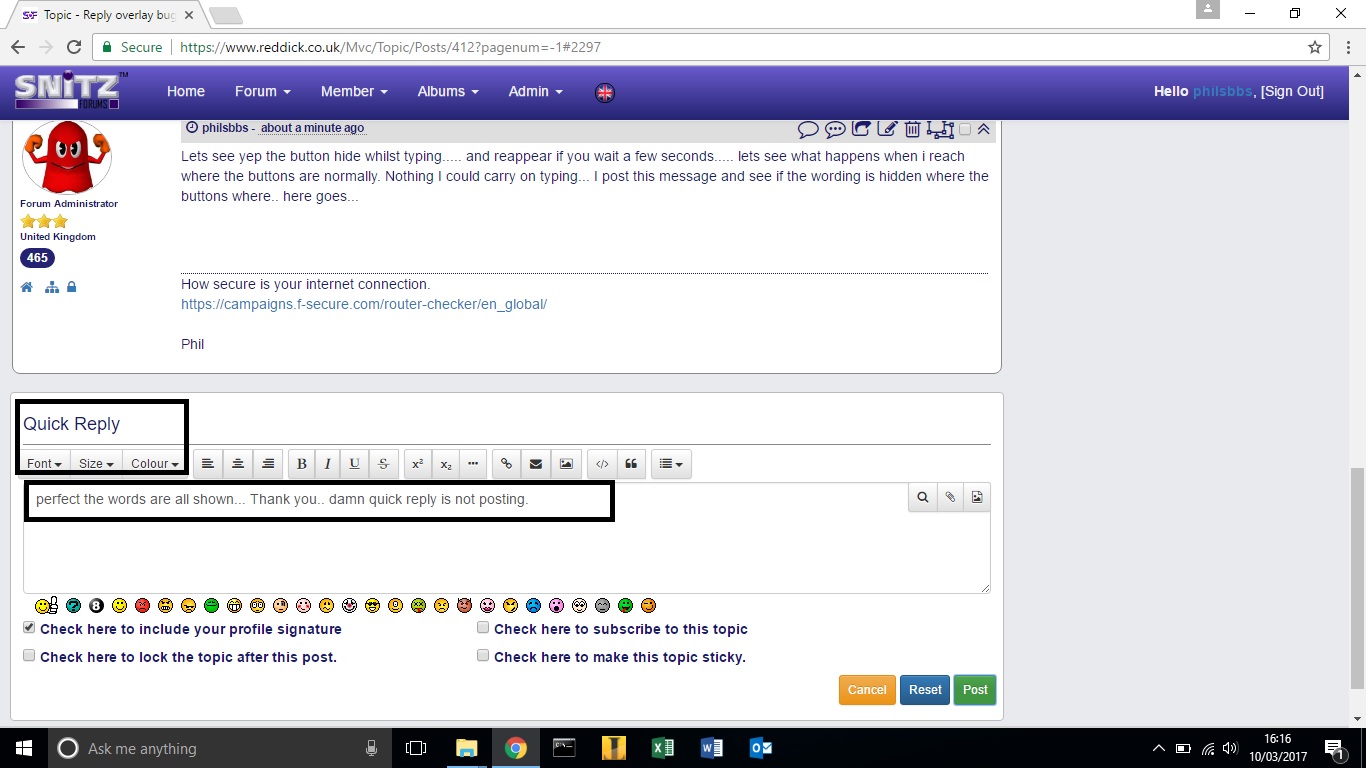 Topic - Reply overlay bug
Secure
https://www.reddick.co.uk/Mvc/Topic/Posts/412?pagenum=-1#2297
SNiTZ™
FORUMS
Home
Forum
Member
Albums
Admin
Hello philsbbs, [Sign Out]
philsbbs - about a minute ago
Lets see yep the button hide whilst typing..... and reappear if you wait a few seconds..... lets see what happens when i reach
where the buttons are normally. Nothing I could carry on typing... I post this message and see if the wording is hidden where the
buttons where.. here goes...
Forum Administrator
United Kingdom
465
How secure is your internet connection.
https://campaigns.f-secure.com/router-checker/en_global/
Phil
Quick Reply
Font Size Colour B I U S x² x₂ ···
perfect the words are all shown... Thank you.. damn quick reply is not posting.
8
Check here to include your profile signature
Check here to subscribe to this topic
Check here to lock the topic after this post.
Check here to make this topic sticky.
Cancel Reset Post
Ask me anything
16:16
10/03/2017
1